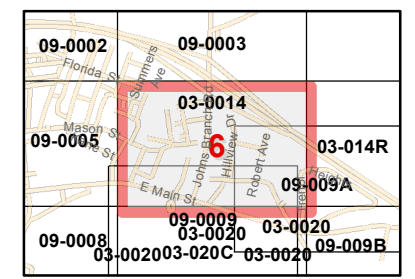 09-0002
09-0003
Florida St
Summers Ave
03-0014
Mason St
09-0005
6
Johns Branch Rd
Hillview Dr
Robert Ave
03-014R
Heights
09-009A
E Main St
09-0009
03-0020
03-0020
09-0008
03-0020
03-020C
03-0020
09-009B